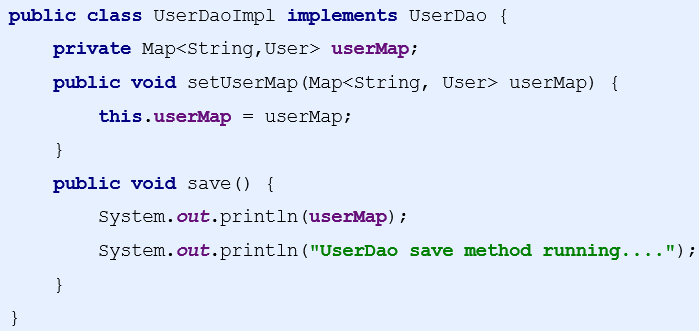 public class UserDaoImpl implements UserDao {
    private Map<String,User> userMap;
    public void setUserMap(Map<String, User> userMap) {
        this.userMap = userMap;
    }
    public void save() {
        System.out.println(userMap);
        System.out.println("UserDao save method running....");
    }
}